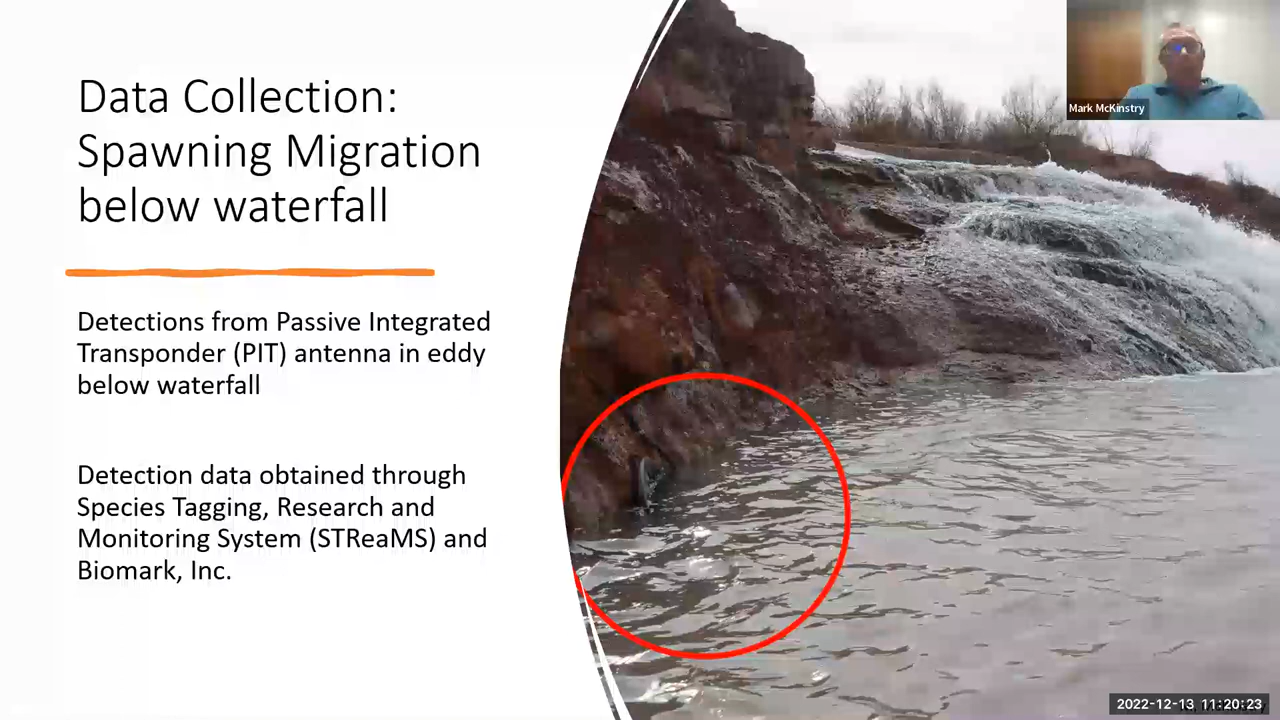 Data Collection:
Spawning Migration
below waterfall
Detections from Passive Integrated
Transponder (PIT) antenna in eddy
below waterfall
Detection data obtained through
Species Tagging, Research and
Monitoring System (STReaMS) and
Biomark, Inc.
Mark McKinstry
2022-12-13 11:20:23